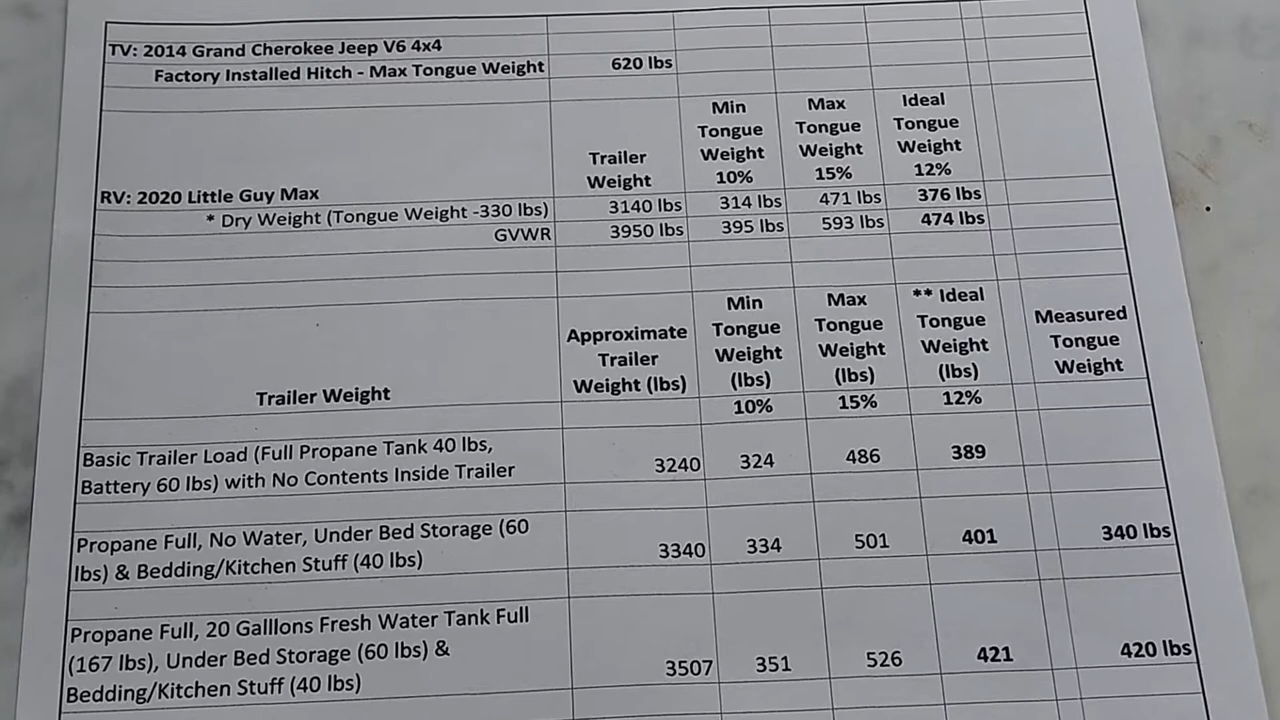 TV: 2014 Grand Cherokee Jeep V6 4x4
Factory Installed Hitch - Max Tongue Weight 620 lbs
RV: 2020 Little Guy Max
Trailer
Weight
Min
Tongue
Weight
10%
Max
Tongue
Weight
15%
Ideal
Tongue
Weight
12%
* Dry Weight (Tongue Weight -330 lbs) 3140 lbs 314 lbs 471 lbs 376 lbs
GVWR 3950 lbs 395 lbs 593 lbs 474 lbs
Trailer Weight
Approximate
Trailer
Weight (lbs)
Min
Tongue
Weight
(lbs)
10%
Max
Tongue
Weight
(lbs)
15%
** Ideal
Tongue
Weight
(lbs)
12%
Measured
Tongue
Weight
Basic Trailer Load (Full Propane Tank 40 lbs,
Battery 60 lbs) with No Contents Inside Trailer
3240 324 486 389
Propane Full, No Water, Under Bed Storage (60
lbs) & Bedding/Kitchen Stuff (40 lbs)
3340 334 501 401 340 lbs
Propane Full, 20 Galllons Fresh Water Tank Full
(167 lbs), Under Bed Storage (60 lbs) &
Bedding/Kitchen Stuff (40 lbs)
3507 351 526 421 420 lbs